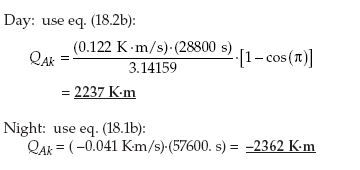 Day: use eq. (18.2b):
Q_Ak = (0.122 K·m/s)·(28800 s) / 3.14159 ·[1−cos(π)]
= 2237 K·m
Night: use eq. (18.1b):
Q_Ak = (−0.041 K·m/s)·(57600. s) = −2362 K·m